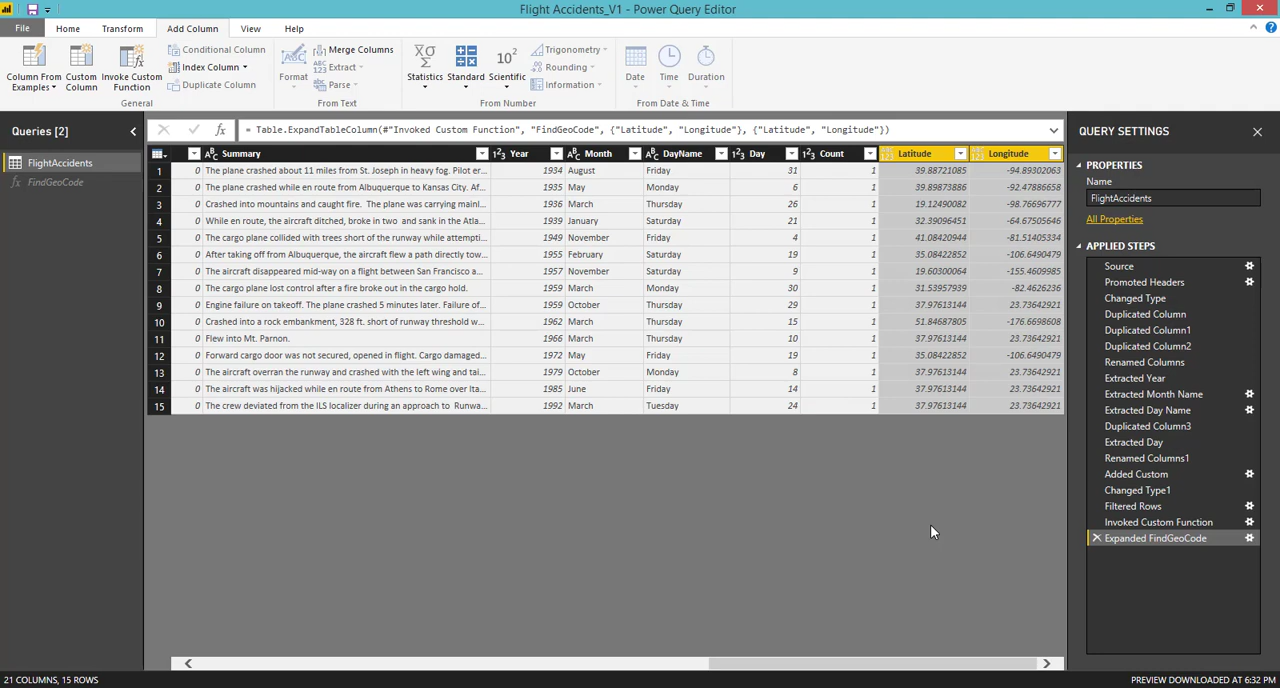 Flight Accidents_V1 - Power Query Editor
File Home Transform Add Column View Help
Column From Examples
Custom Column
Invoke Custom Function
Conditional Column
Index Column
Duplicate Column
General
Format
Merge Columns
Extract
Parse
From Text
Statistics
Standard
Scientific
Trigonometry
Rounding
Information
From Number
Date
Time
Duration
From Date & Time
Queries [2]
FlightAccidents
fx FindGeoCode
fx = Table.ExpandTableColumn(#"Invoked Custom Function", "FindGeoCode", {"Latitude", "Longitude"}, {"Latitude", "Longitude"})
Summary Year Month DayName Day Count Latitude Longitude
1 0 The plane crashed about 11 miles from St. Joseph in heavy fog. Pilot er... 1934 August Friday 31 1 39.88721085 -94.89302063
2 0 The plane crashed while en route from Albuquerque to Kansas City. Af... 1935 May Monday 6 1 39.89873886 -92.47886658
3 0 Crashed into mountains and caught fire. The plane was carrying mainl... 1936 March Thursday 26 1 19.12490082 -98.76696777
4 0 While en route, the aircraft ditched, broke in two and sank in the Atla... 1939 January Saturday 21 1 32.39096451 -64.67505646
5 0 The cargo plane collided with trees short of the runway while attempti... 1949 November Friday 4 1 41.08420944 -81.51405334
6 0 After taking off from Albuquerque, the aircraft flew a path directly tow... 1955 February Saturday 19 1 35.08422852 -106.6490479
7 0 The aircraft disappeared mid-way on a flight between San Francisco a... 1957 November Saturday 9 1 19.60300064 -155.4609985
8 0 The cargo plane lost control after a fire broke out in the cargo hold. 1959 March Monday 30 1 31.53957939 -82.4626236
9 0 Engine failure on takeoff. The plane crashed 5 minutes later. Failure of... 1959 October Thursday 29 1 37.97613144 23.73642921
10 0 Crashed into a rock embankment, 328 ft. short of runway threshold w... 1962 March Thursday 15 1 51.84687805 -176.6698608
11 0 Flew into Mt. Parnon. 1966 March Thursday 10 1 37.97613144 23.73642921
12 0 Forward cargo door was not secured, opened in flight. Cargo damaged... 1972 May Friday 19 1 35.08422852 -106.6490479
13 0 The aircraft overran the runway and crashed with the left wing and tai... 1979 October Monday 8 1 37.97613144 23.73642921
14 0 The aircraft was hijacked while en route from Athens to Rome over Ita... 1985 June Friday 14 1 37.97613144 23.73642921
15 0 The crew deviated from the ILS localizer during an approach to Runwa... 1992 March Tuesday 24 1 37.97613144 23.73642921
QUERY SETTINGS
PROPERTIES
Name
FlightAccidents
All Properties
APPLIED STEPS
Source
Promoted Headers
Changed Type
Duplicated Column
Duplicated Column1
Duplicated Column2
Renamed Columns
Extracted Year
Extracted Month Name
Extracted Day Name
Duplicated Column3
Extracted Day
Renamed Columns1
Added Custom
Changed Type1
Filtered Rows
Invoked Custom Function
Expanded FindGeoCode
21 COLUMNS, 15 ROWS
PREVIEW DOWNLOADED AT 6:32 PM